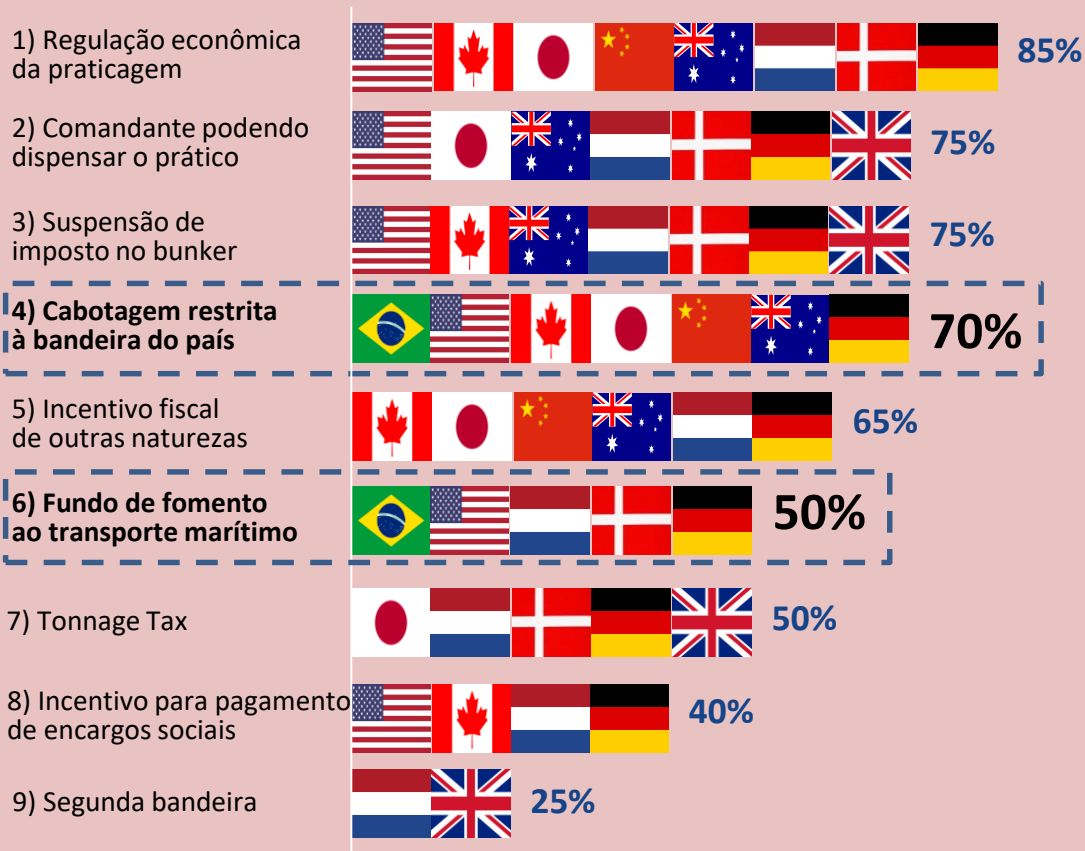 1) Regulação econômica
da praticagem
85%
2) Comandante podendo
dispensar o prático
75%
3) Suspensão de
imposto no bunker
75%
4) Cabotagem restrita
à bandeira do país
70%
5) Incentivo fiscal
de outras naturezas
65%
6) Fundo de fomento
ao transporte marítimo
50%
7) Tonnage Tax
50%
8) Incentivo para pagamento
de encargos sociais
40%
9) Segunda bandeira
25%